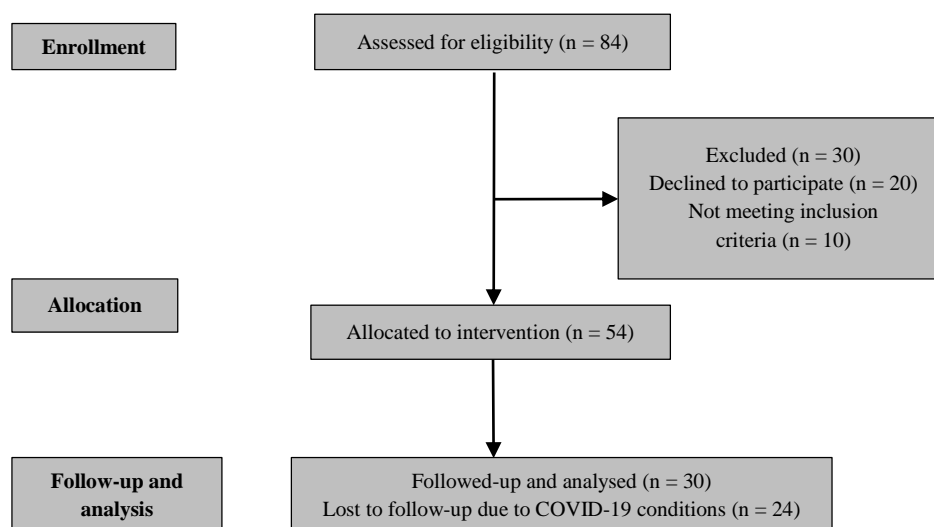 Enrollment
Assessed for eligibility (n = 84)
Excluded (n = 30)
Declined to participate (n = 20)
Not meeting inclusion
criteria (n = 10)
Allocation
Allocated to intervention (n = 54)
Follow-up and
analysis
Followed-up and analysed (n = 30)
Lost to follow-up due to COVID-19 conditions (n = 24)